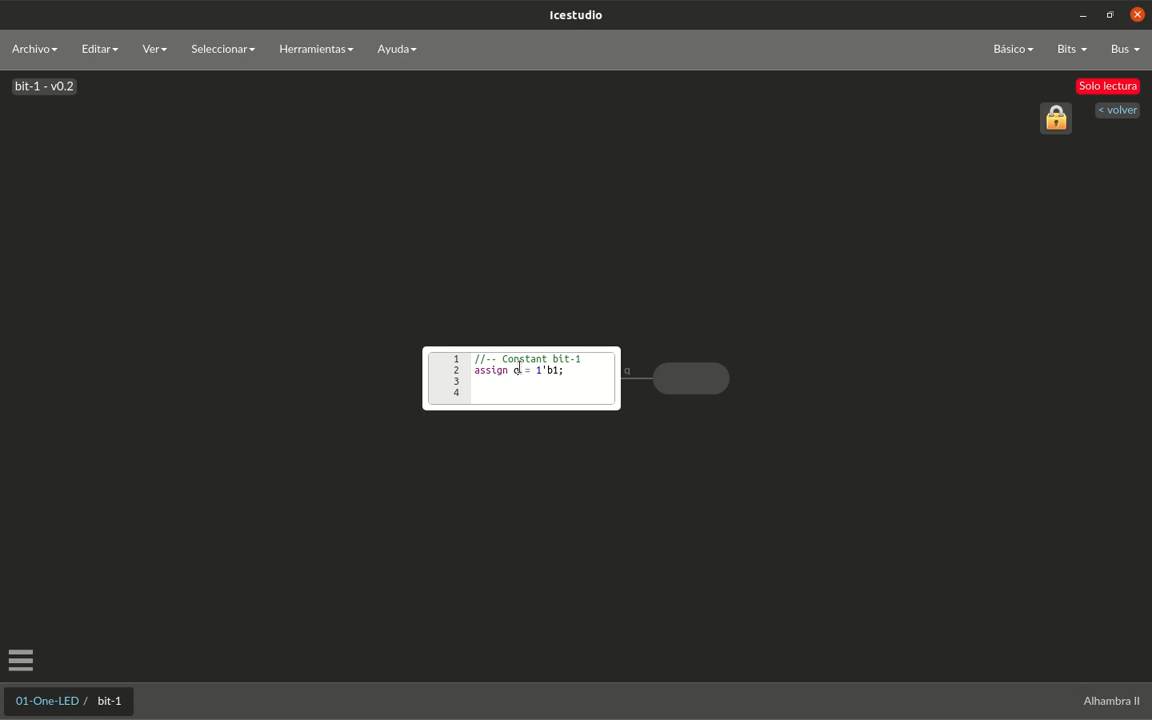 Icestudio
Archivo Editar Ver Seleccionar Herramientas Ayuda Básico Bits Bus
bit-1 - v0.2
Solo lectura
< volver
1 //-- Constant bit-1
2 assign q = 1'b1;
3
4
q
01-One-LED / bit-1
Alhambra II